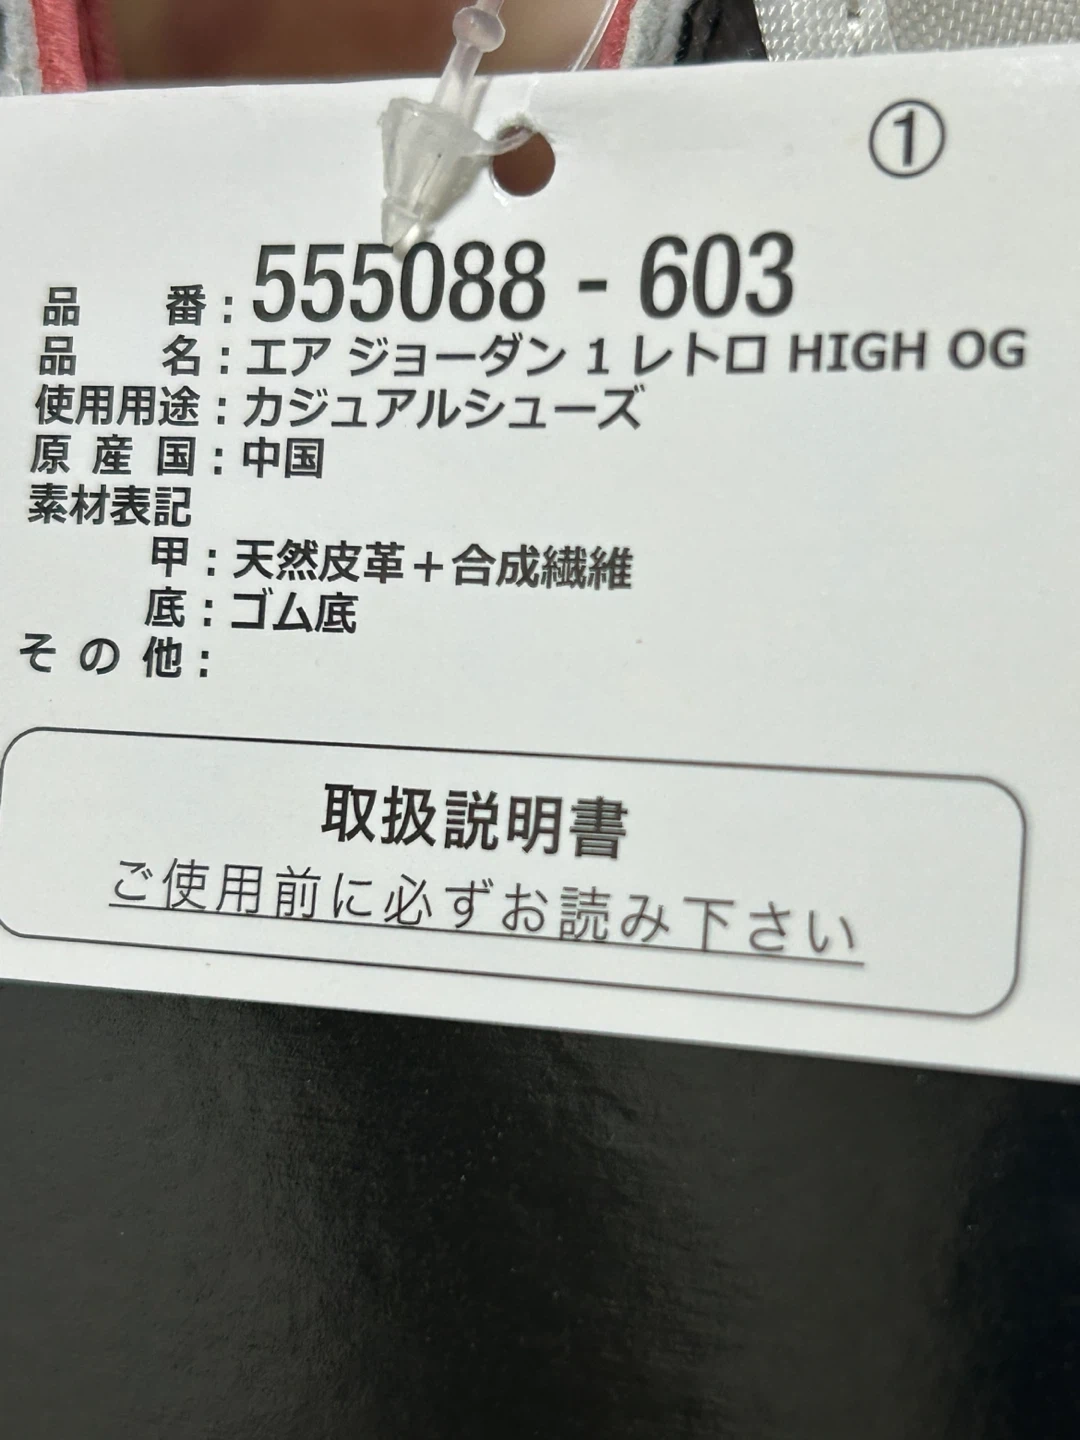 ①
品 番：555088 - 603
品 名：エア ジョーダン 1 レトロ HIGH OG
使用用途：カジュアルシューズ
原 産 国：中国
素材表記
甲：天然皮革＋合成繊維
底：ゴム底
そ の 他：
取扱説明書
ご使用前に必ずお読み下さい